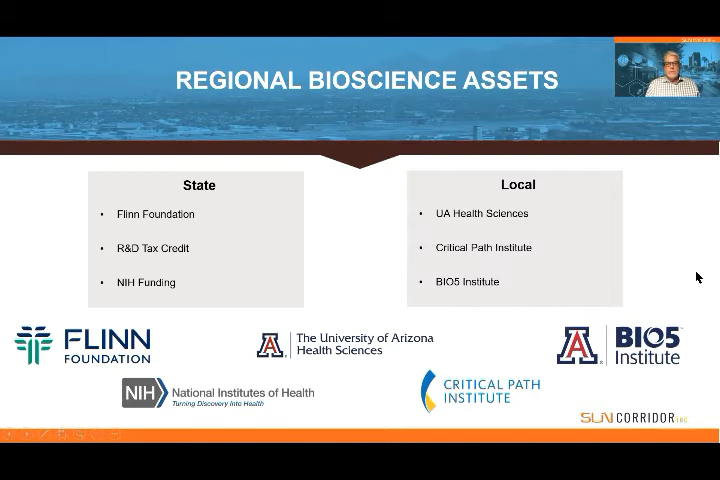 SUN CORRIDOR
REGIONAL BIOSCIENCE ASSETS
State
• Flinn Foundation
• R&D Tax Credit
• NIH Funding
Local
• UA Health Sciences
• Critical Path Institute
• BIO5 Institute
FLINN
FOUNDATION
A
The University of Arizona
Health Sciences
A
BIO5
Institute
NIH
National Institutes of Health
Turning Discovery Into Health
CRITICAL PATH
INSTITUTE
SUN CORRIDOR INC